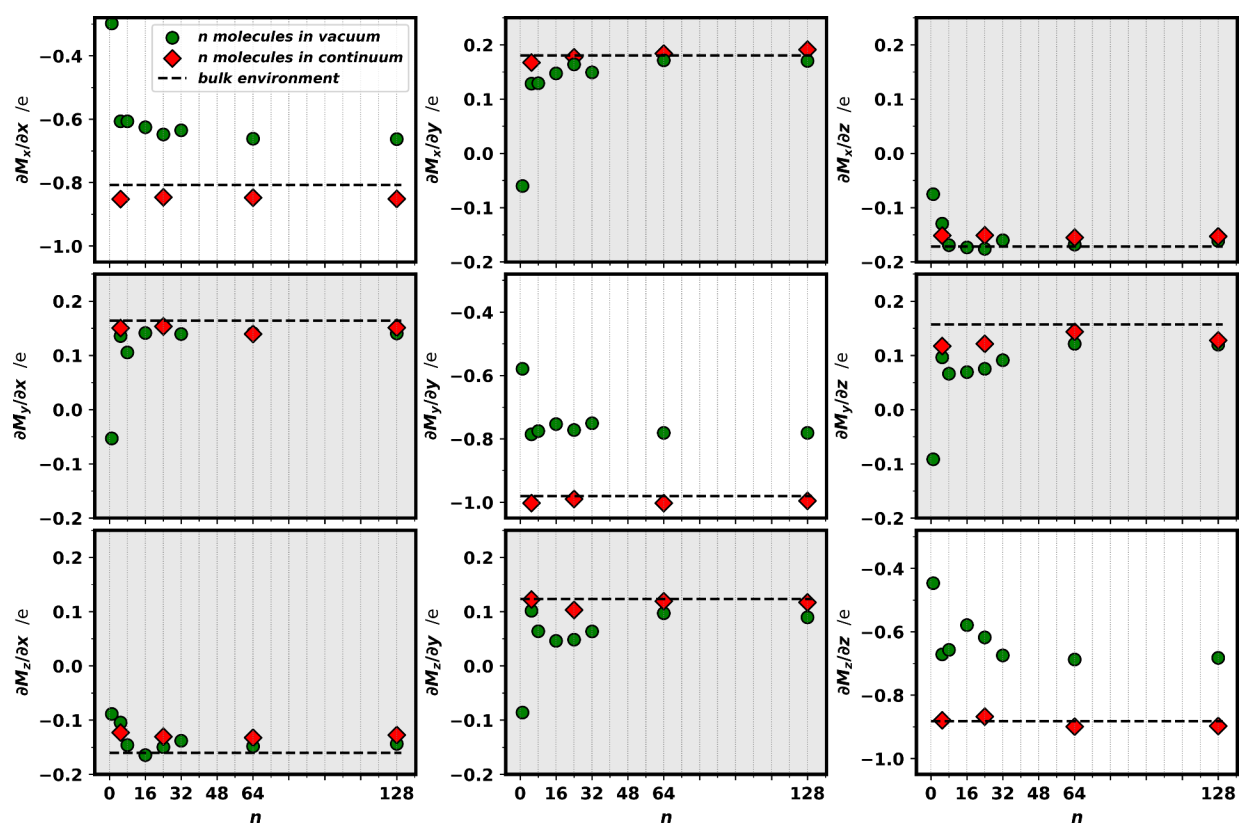 n molecules in vacuum
n molecules in continuum
bulk environment
∂Mx/∂x /e
−0.4
−0.6
−0.8
−1.0
∂Mx/∂y /e
0.2
0.1
0.0
−0.1
−0.2
∂Mx/∂z /e
0.2
0.1
0.0
−0.1
−0.2
∂My/∂x /e
0.2
0.1
0.0
−0.1
−0.2
∂My/∂y /e
−0.4
−0.6
−0.8
−1.0
∂My/∂z /e
0.2
0.1
0.0
−0.1
−0.2
∂Mz/∂x /e
0.2
0.1
0.0
−0.1
−0.2
0 16 32 48 64 128
n
∂Mz/∂y /e
0.2
0.1
0.0
−0.1
−0.2
0 16 32 48 64 128
n
∂Mz/∂z /e
−0.4
−0.6
−0.8
−1.0
0 16 32 48 64 128
n